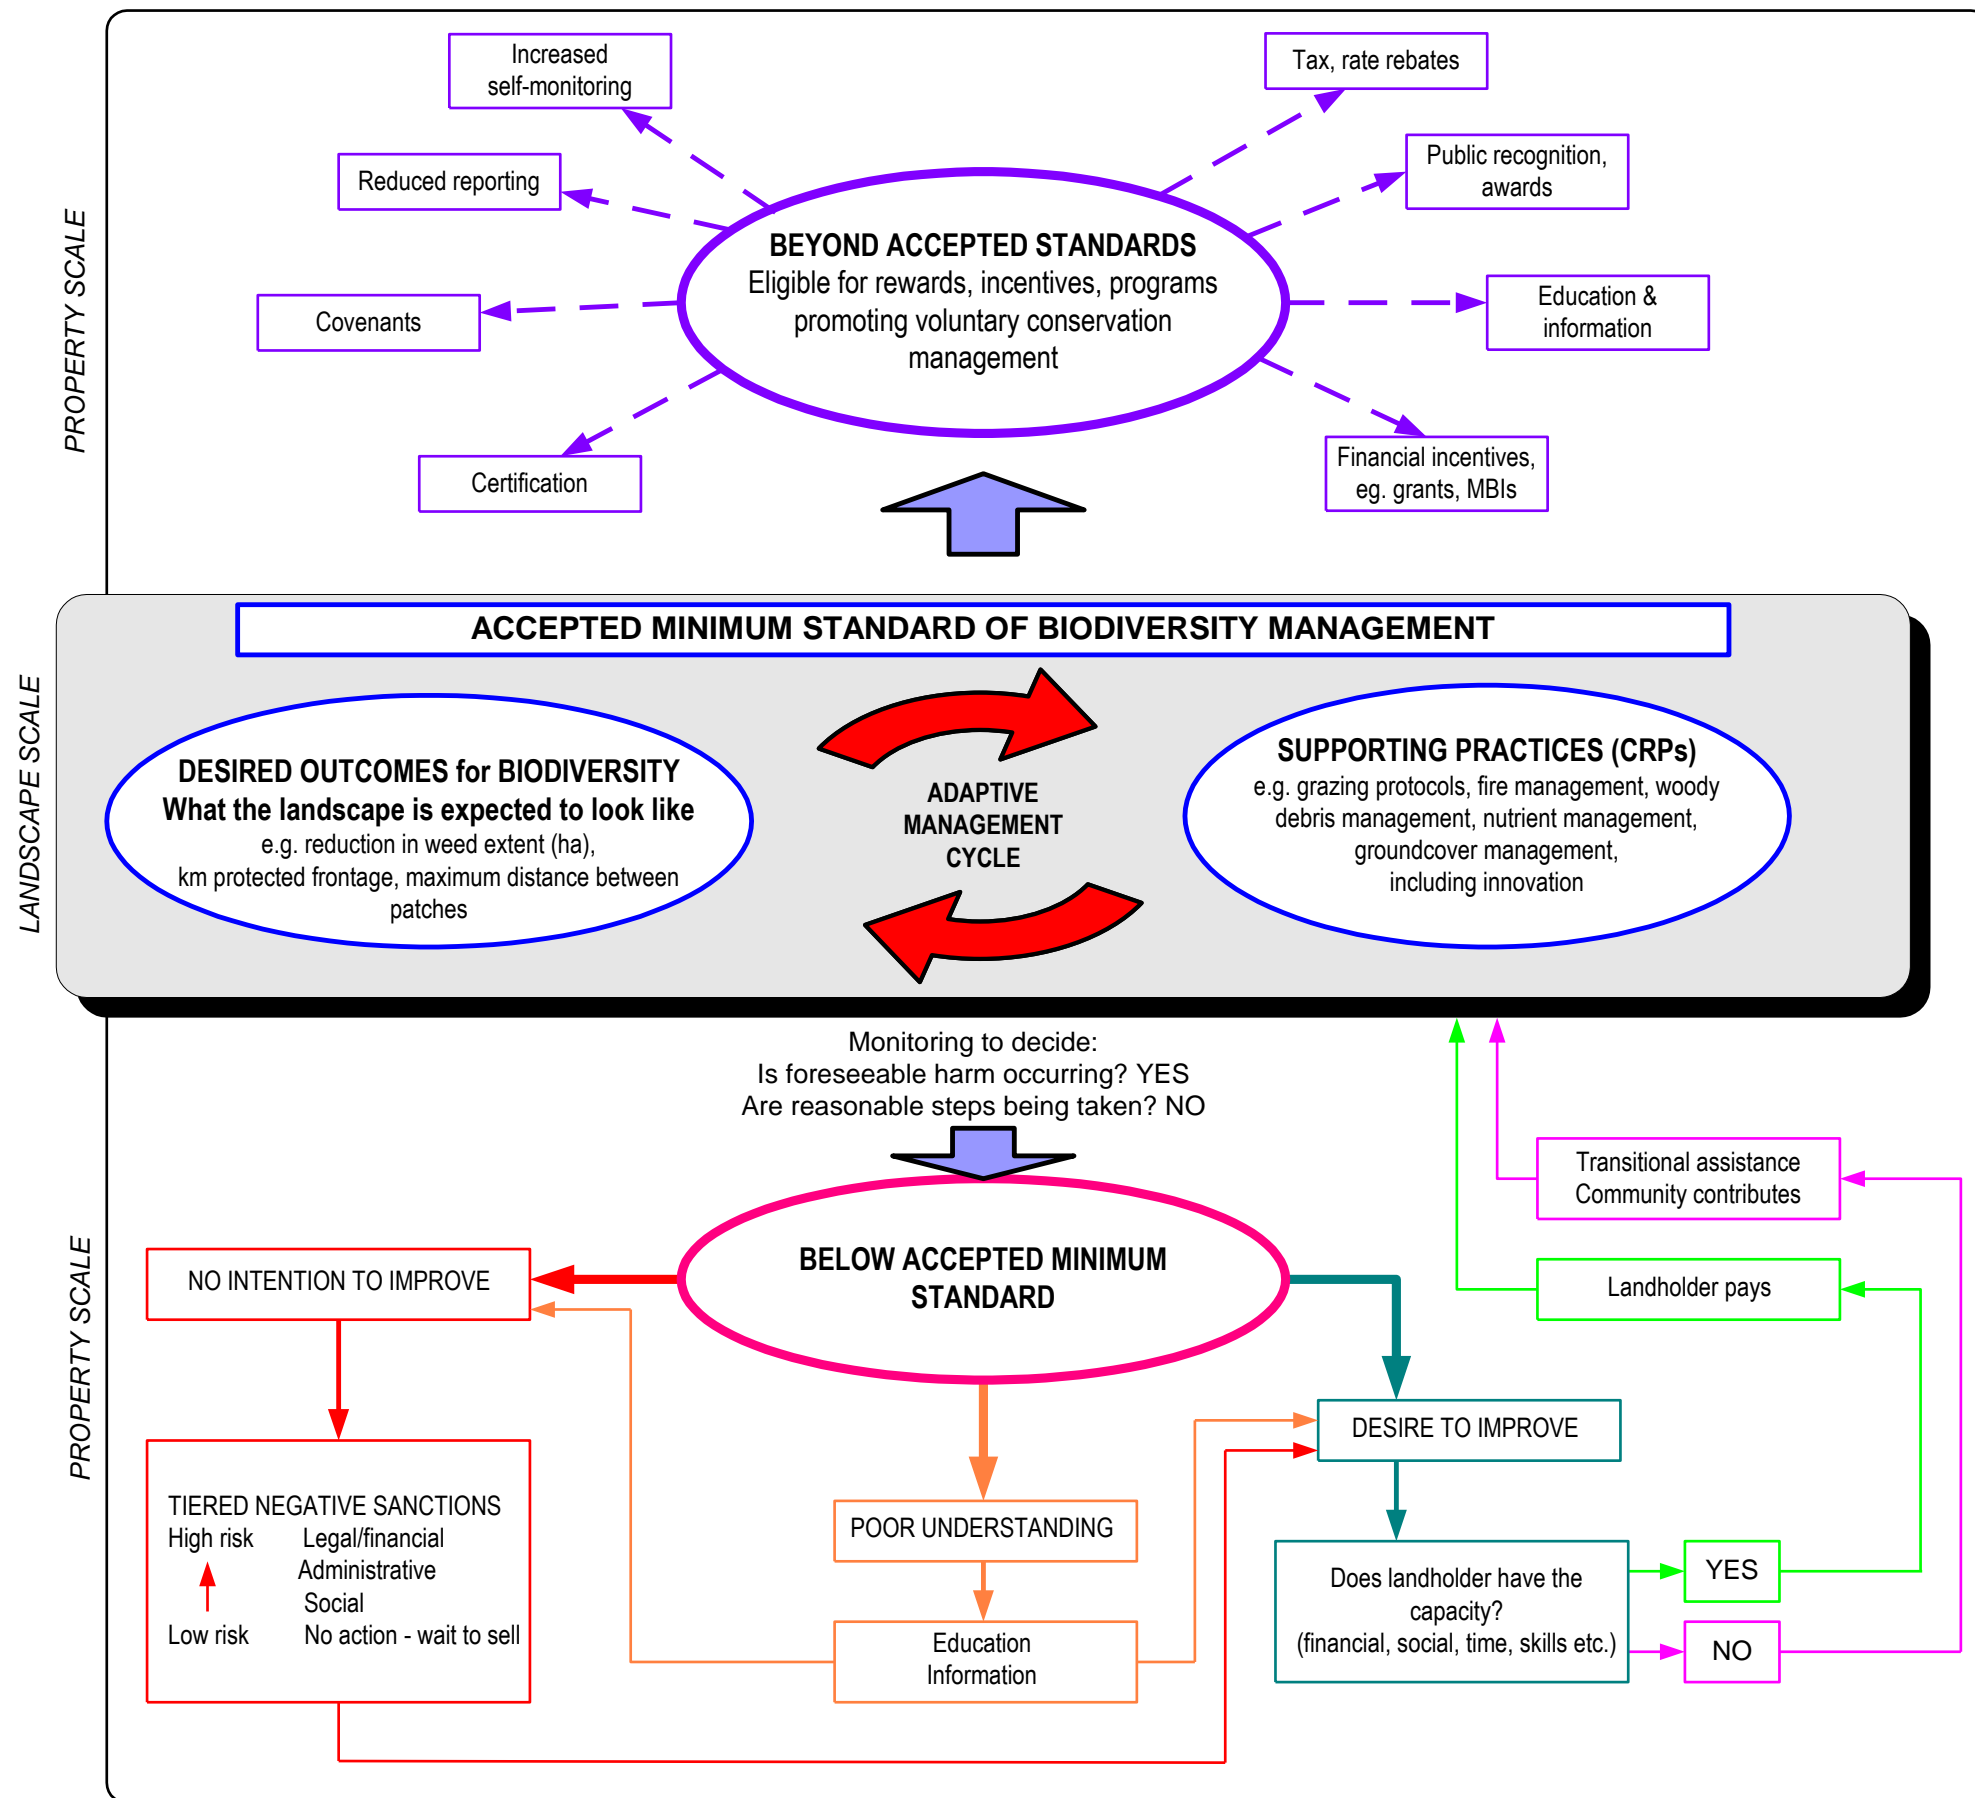 Increased
self-monitoring
Tax, rate rebates
Reduced reporting
Public recognition,
awards
BEYOND ACCEPTED STANDARDS
Eligible for rewards, incentives, programs
promoting voluntary conservation
management
Covenants
Education &
information
Certification
Financial incentives,
eg. grants, MBIs
PROPERTY SCALE
ACCEPTED MINIMUM STANDARD OF BIODIVERSITY MANAGEMENT
LANDSCAPE SCALE
DESIRED OUTCOMES for BIODIVERSITY
What the landscape is expected to look like
e.g. reduction in weed extent (ha),
km protected frontage, maximum distance between
patches
ADAPTIVE
MANAGEMENT
CYCLE
SUPPORTING PRACTICES (CRPs)
e.g. grazing protocols, fire management, woody
debris management, nutrient management,
groundcover management,
including innovation
Monitoring to decide:
Is foreseeable harm occurring? YES
Are reasonable steps being taken? NO
PROPERTY SCALE
BELOW ACCEPTED MINIMUM
STANDARD
NO INTENTION TO IMPROVE
Transitional assistance
Community contributes
Landholder pays
DESIRE TO IMPROVE
TIERED NEGATIVE SANCTIONS
High risk Legal/financial
Administrative
Social
Low risk No action - wait to sell
POOR UNDERSTANDING
Education
Information
Does landholder have the
capacity?
(financial, social, time, skills etc.)
YES
NO